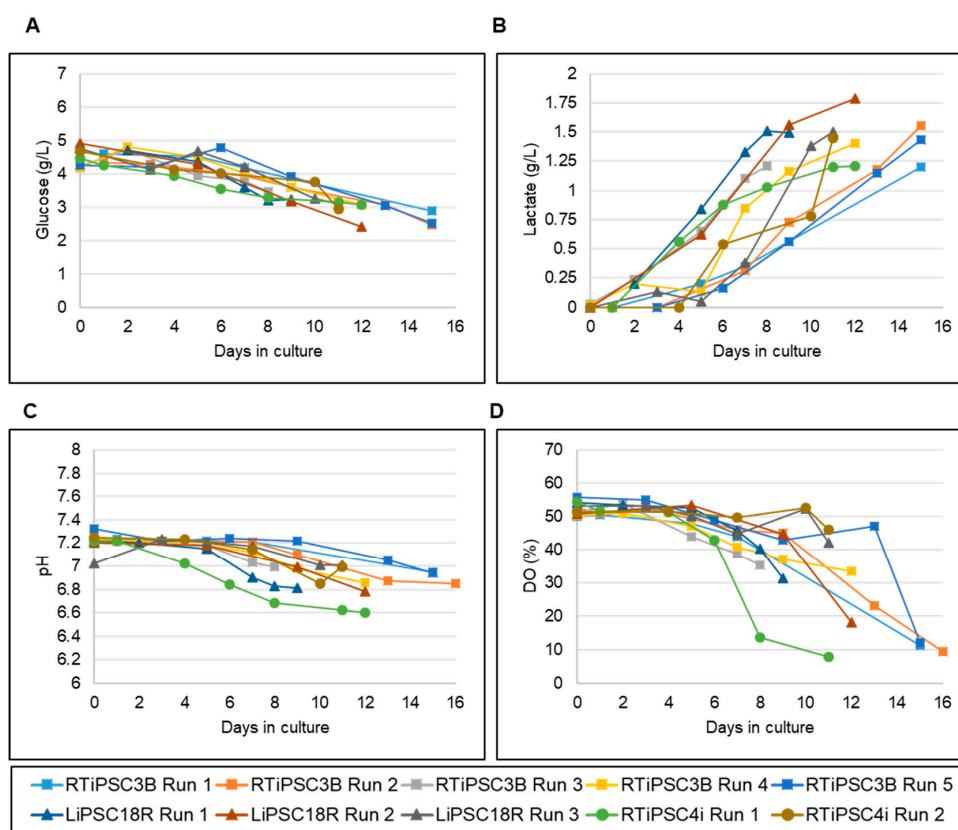 A
7
6
5
4
3
2
1
0
Glucose (g/L)
0 2 4 6 8 10 12 14 16
Days in culture
B
2
1.75
1.5
1.25
1
0.75
0.5
0.25
0
Lactate (g/L)
0 2 4 6 8 10 12 14 16
Days in culture
C
8
7.8
7.6
7.4
7.2
7
6.8
6.6
6.4
6.2
6
pH
0 2 4 6 8 10 12 14 16
Days in culture
D
70
60
50
40
30
20
10
0
DO (%)
0 2 4 6 8 10 12 14 16
Days in culture
RTiPSC3B Run 1 RTiPSC3B Run 2 RTiPSC3B Run 3 RTiPSC3B Run 4 RTiPSC3B Run 5
LiPSC18R Run 1 LiPSC18R Run 2 LiPSC18R Run 3 RTiPSC4i Run 1 RTiPSC4i Run 2